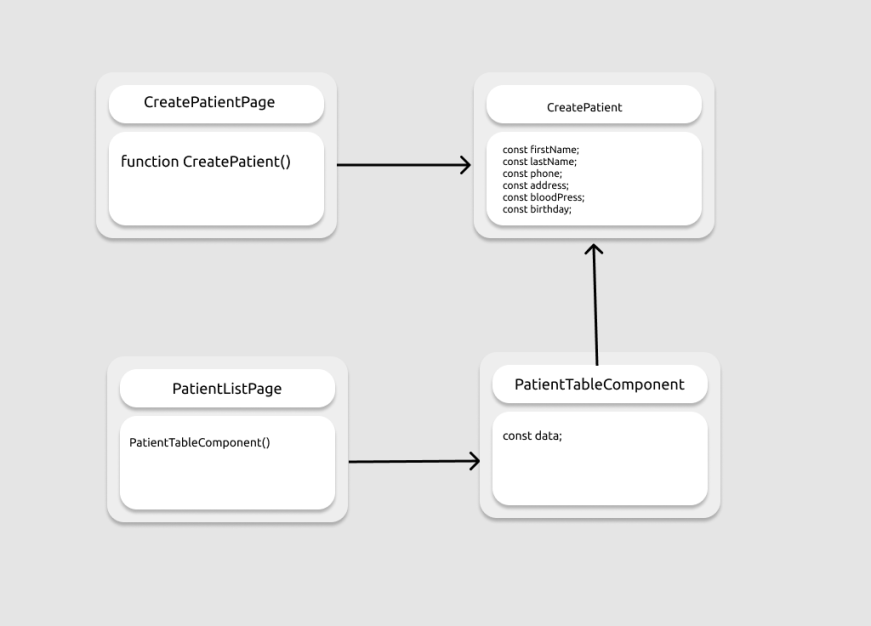 CreatePatientPage
function CreatePatient()
CreatePatient
const firstName;
const lastName;
const phone;
const address;
const bloodPress;
const birthday;
PatientListPage
PatientTableComponent()
PatientTableComponent
const data;